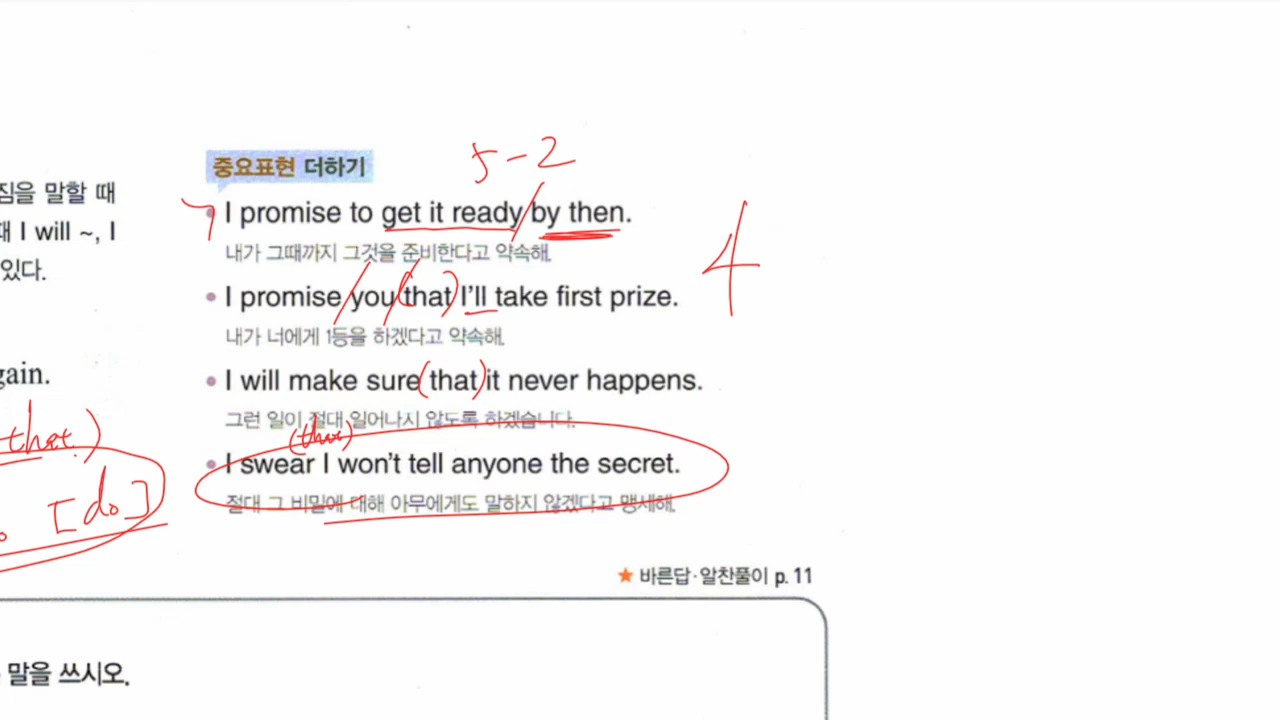 5-2
중요표현 더하기
짐을 말할 때
I promise to get it ready by then.
때 I will ~, I
내가 그때까지 그것을 준비한다고 약속해.
있다.
4
I promise you (that) I'll take first prize.
내가 너에게 1등을 하겠다고 약속해.
gain.
I will make sure (that) it never happens.
그런 일이 절대 일어나지 않도록 하겠습니다.
that)
(that)
I swear I won't tell anyone the secret.
절대 그 비밀에 대해 아무에게도 말하지 않겠다고 맹세해.
[do]
★ 바른답·알찬풀이 p. 11
말을 쓰시오.